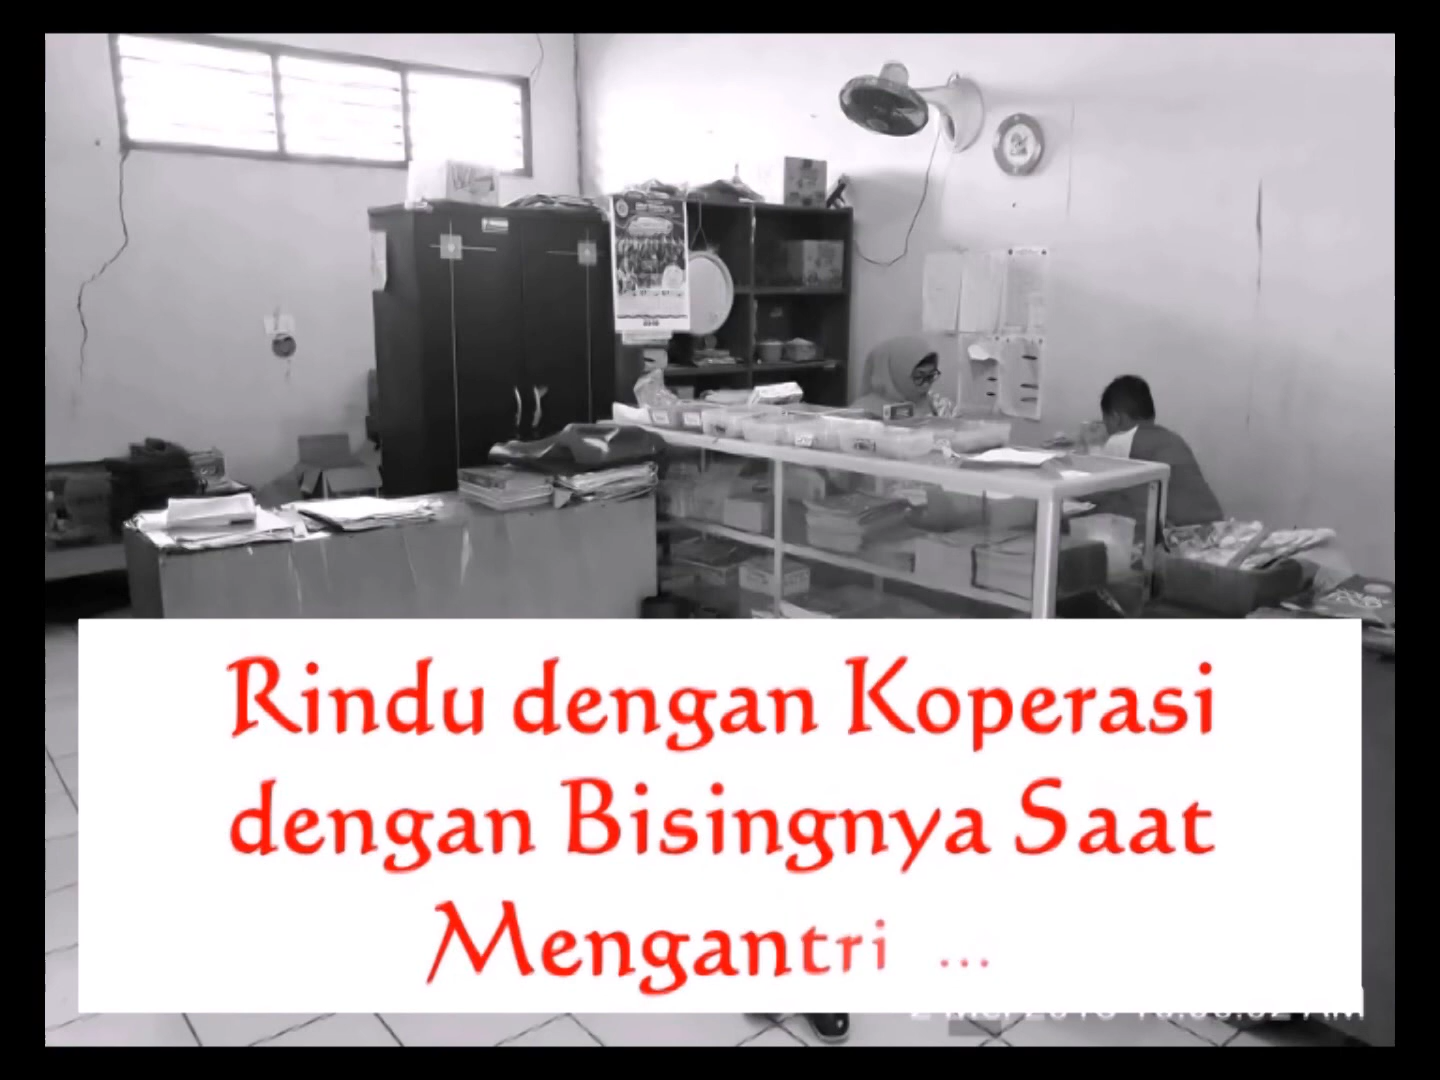 Rindu dengan Koperasi
dengan Bisingnya Saat
Mengantri ...